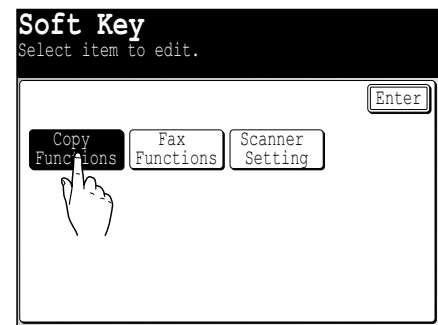 Soft Key
Select item to edit.
Enter
Copy Functions
Fax Functions
Scanner Setting